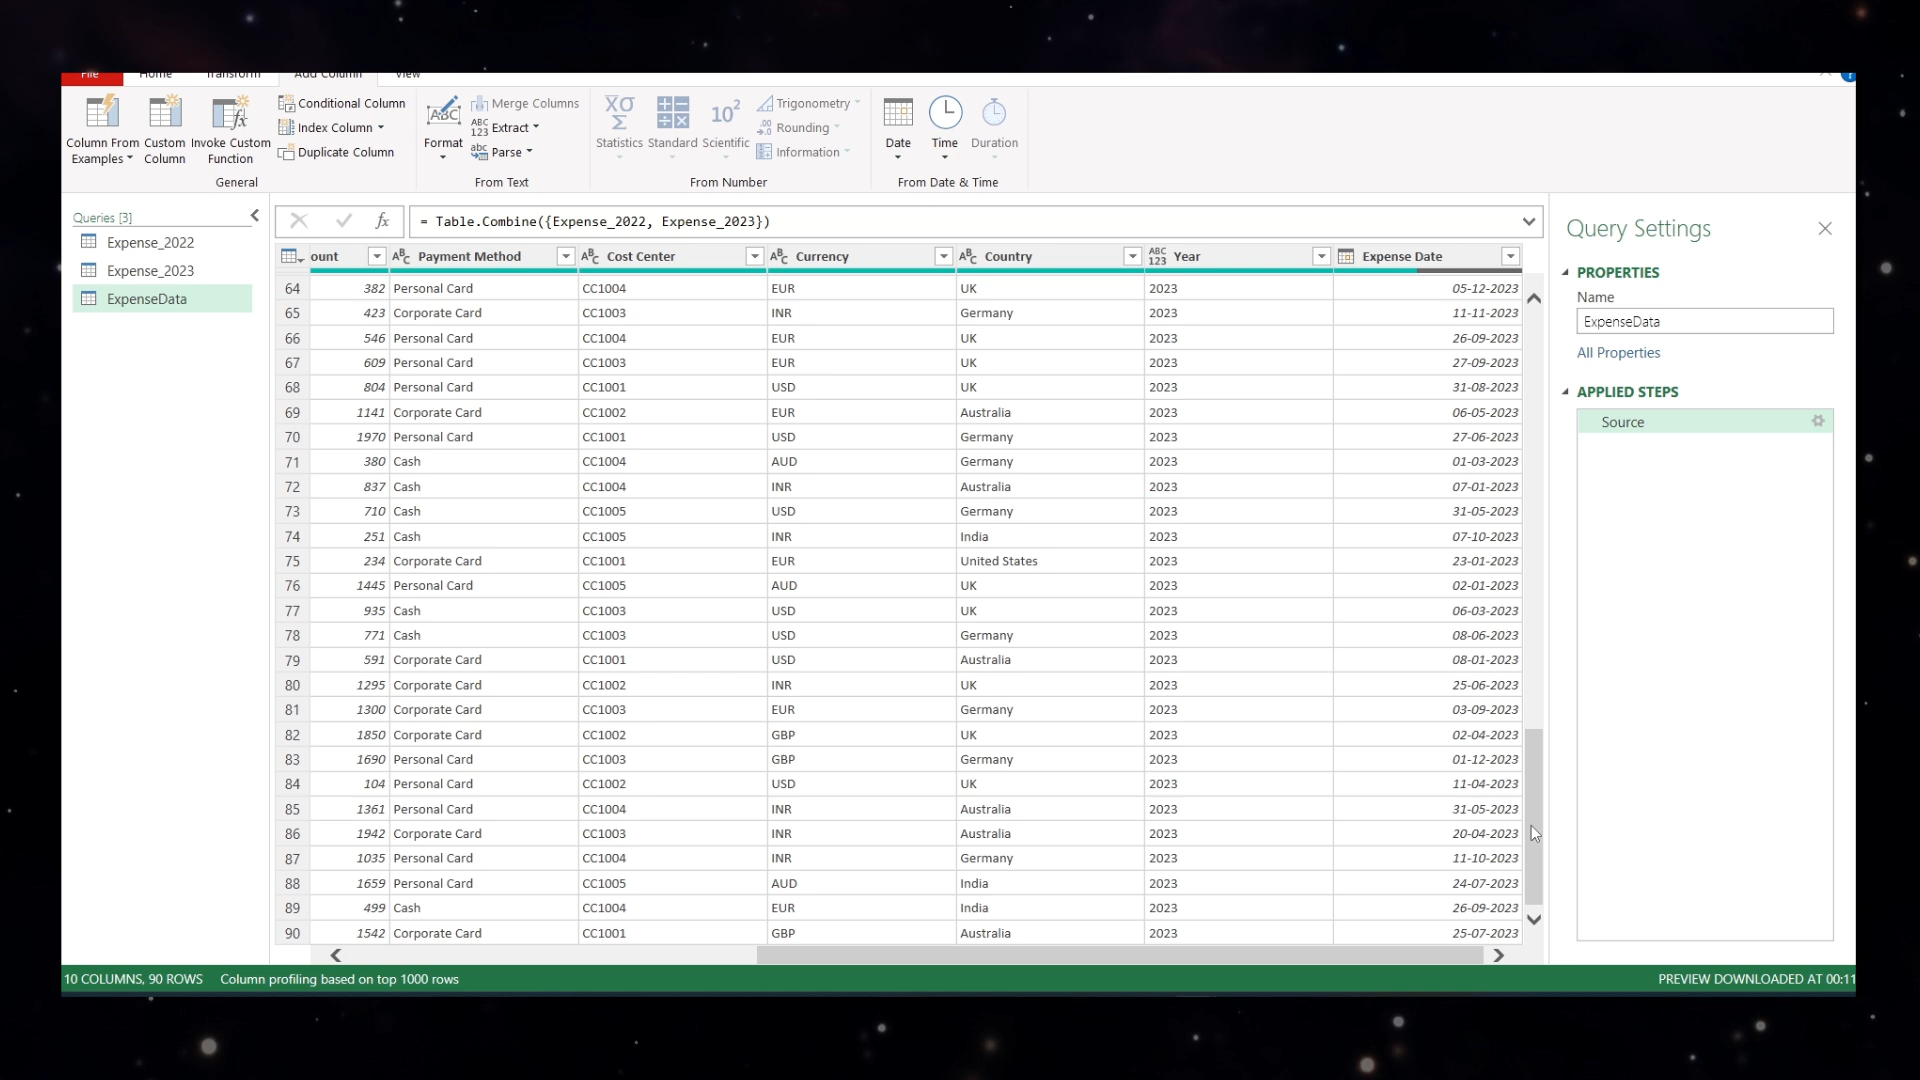 File Home Transform Add Column View
Column From Examples Custom Column Invoke Custom Function
Conditional Column
Index Column
Duplicate Column
General
Format
Merge Columns
ABC 123 Extract
abc Parse
From Text
Statistics Standard Scientific
Trigonometry
Rounding
Information
From Number
Date Time Duration
From Date & Time
Queries [3]
Expense_2022
Expense_2023
ExpenseData
fx = Table.Combine({Expense_2022, Expense_2023})
ount Payment Method Cost Center Currency Country Year Expense Date
64 382 Personal Card CC1004 EUR UK 2023 05-12-2023
65 423 Corporate Card CC1003 INR Germany 2023 11-11-2023
66 546 Personal Card CC1004 EUR UK 2023 26-09-2023
67 609 Personal Card CC1003 EUR UK 2023 27-09-2023
68 804 Personal Card CC1001 USD UK 2023 31-08-2023
69 1141 Corporate Card CC1002 EUR Australia 2023 06-05-2023
70 1970 Personal Card CC1001 USD Germany 2023 27-06-2023
71 380 Cash CC1004 AUD Germany 2023 01-03-2023
72 837 Cash CC1004 INR Australia 2023 07-01-2023
73 710 Cash CC1005 USD Germany 2023 31-05-2023
74 251 Cash CC1005 INR India 2023 07-10-2023
75 234 Corporate Card CC1001 EUR United States 2023 23-01-2023
76 1445 Personal Card CC1005 AUD UK 2023 02-01-2023
77 935 Cash CC1003 USD UK 2023 06-03-2023
78 771 Cash CC1003 USD Germany 2023 08-06-2023
79 591 Corporate Card CC1001 USD Australia 2023 08-01-2023
80 1295 Corporate Card CC1002 INR UK 2023 25-06-2023
81 1300 Corporate Card CC1003 EUR Germany 2023 03-09-2023
82 1850 Corporate Card CC1002 GBP UK 2023 02-04-2023
83 1690 Personal Card CC1003 GBP Germany 2023 01-12-2023
84 104 Personal Card CC1002 USD UK 2023 11-04-2023
85 1361 Personal Card CC1004 INR Australia 2023 31-05-2023
86 1942 Corporate Card CC1003 INR Australia 2023 20-04-2023
87 1035 Personal Card CC1004 INR Germany 2023 11-10-2023
88 1659 Personal Card CC1005 AUD India 2023 24-07-2023
89 499 Cash CC1004 EUR India 2023 26-09-2023
90 1542 Corporate Card CC1001 GBP Australia 2023 25-07-2023
Query Settings
PROPERTIES
Name
ExpenseData
All Properties
APPLIED STEPS
Source
10 COLUMNS, 90 ROWS Column profiling based on top 1000 rows PREVIEW DOWNLOADED AT 00:11